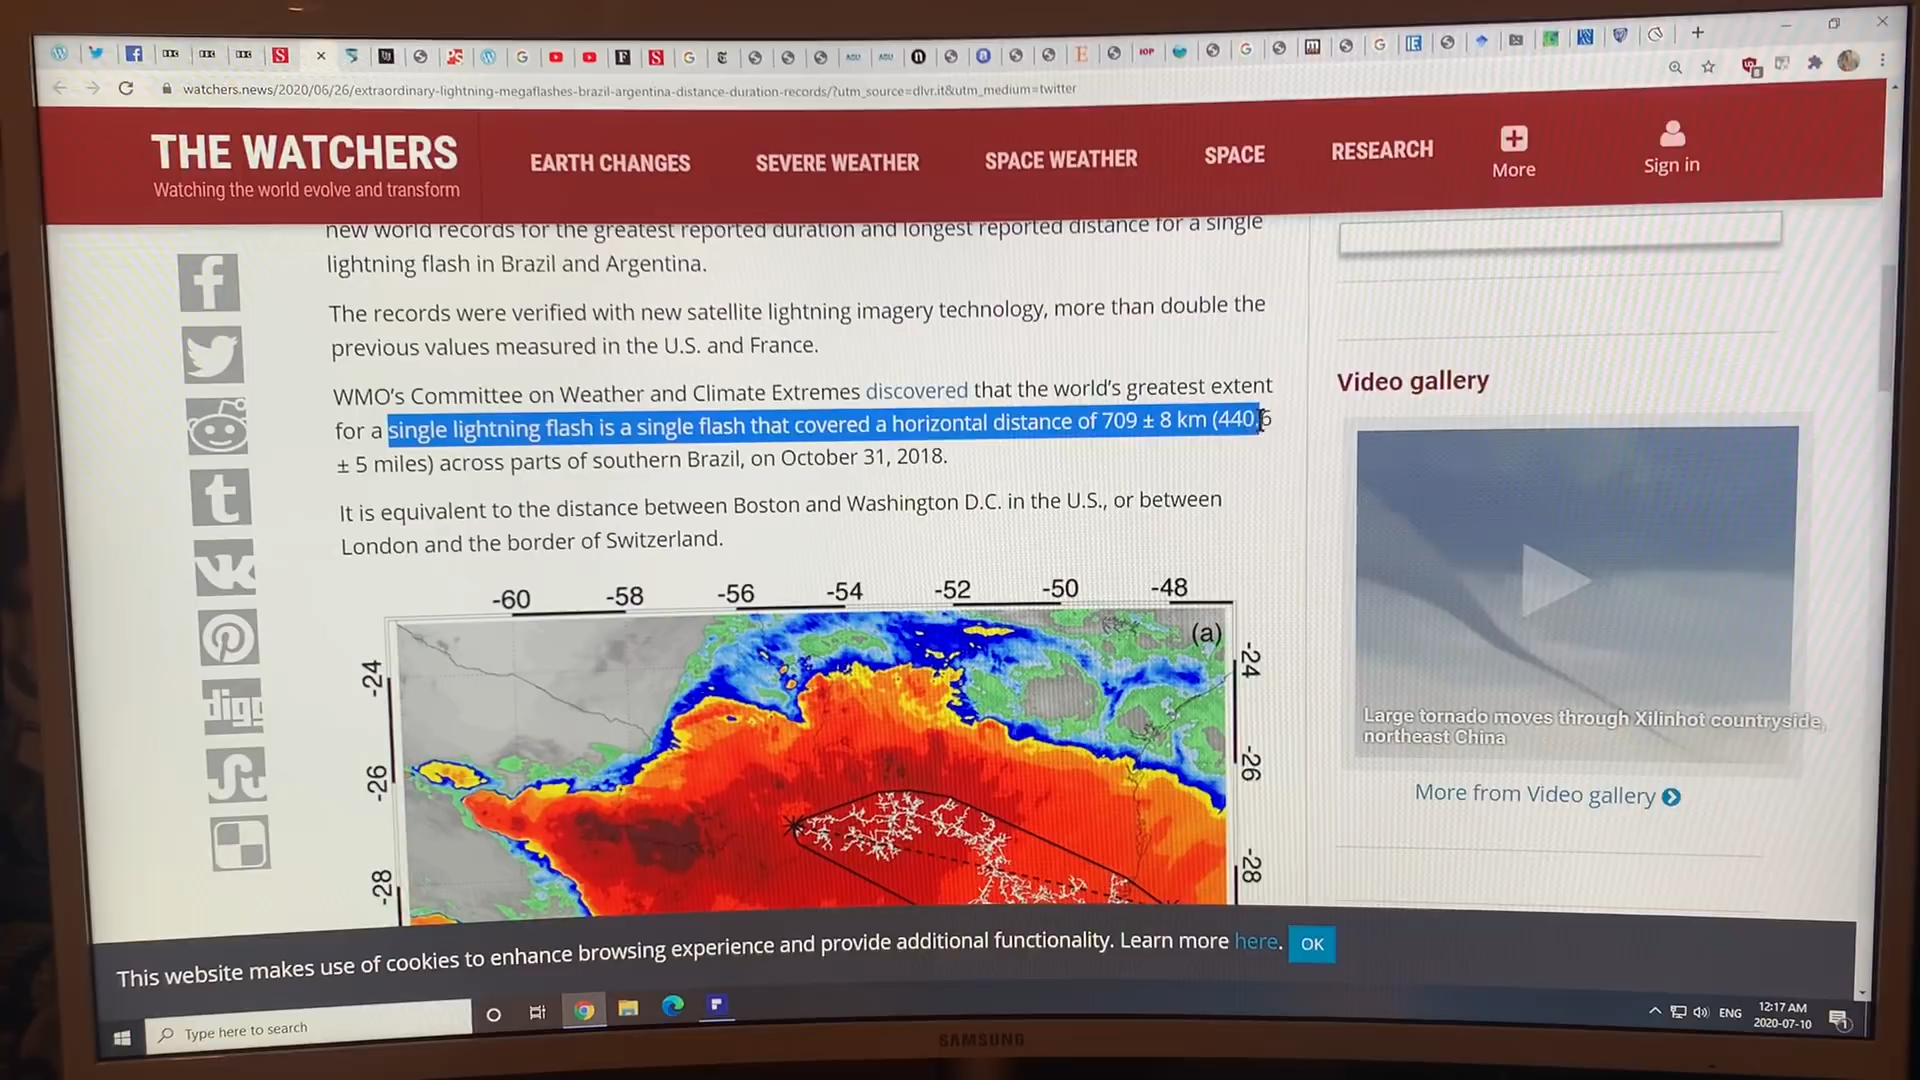 watchers.news/2020/06/26/extraordinary-lightning-megaflashes-brazil-argentina-distance-duration-records/?utm_source=dlvr.it&utm_medium=twitter
THE WATCHERS
Watching the world evolve and transform
EARTH CHANGES
SEVERE WEATHER
SPACE WEATHER
SPACE
RESEARCH
More
Sign in
new world records for the greatest reported duration and longest reported distance for a single
lightning flash in Brazil and Argentina.
The records were verified with new satellite lightning imagery technology, more than double the
previous values measured in the U.S. and France.
WMO's Committee on Weather and Climate Extremes discovered that the world's greatest extent
for a single lightning flash is a single flash that covered a horizontal distance of 709 ± 8 km (440.6
± 5 miles) across parts of southern Brazil, on October 31, 2018.
It is equivalent to the distance between Boston and Washington D.C. in the U.S., or between
London and the border of Switzerland.
-60 -58 -56 -54 -52 -50 -48
(a)
-24
-26
-28
-24
-26
-28
digg
Video gallery
Large tornado moves through Xilinhot countryside,
northeast China
More from Video gallery
This website makes use of cookies to enhance browsing experience and provide additional functionality. Learn more here.
OK
Type here to search
ENG
12:17 AM
2020-07-10
SAMSUNG